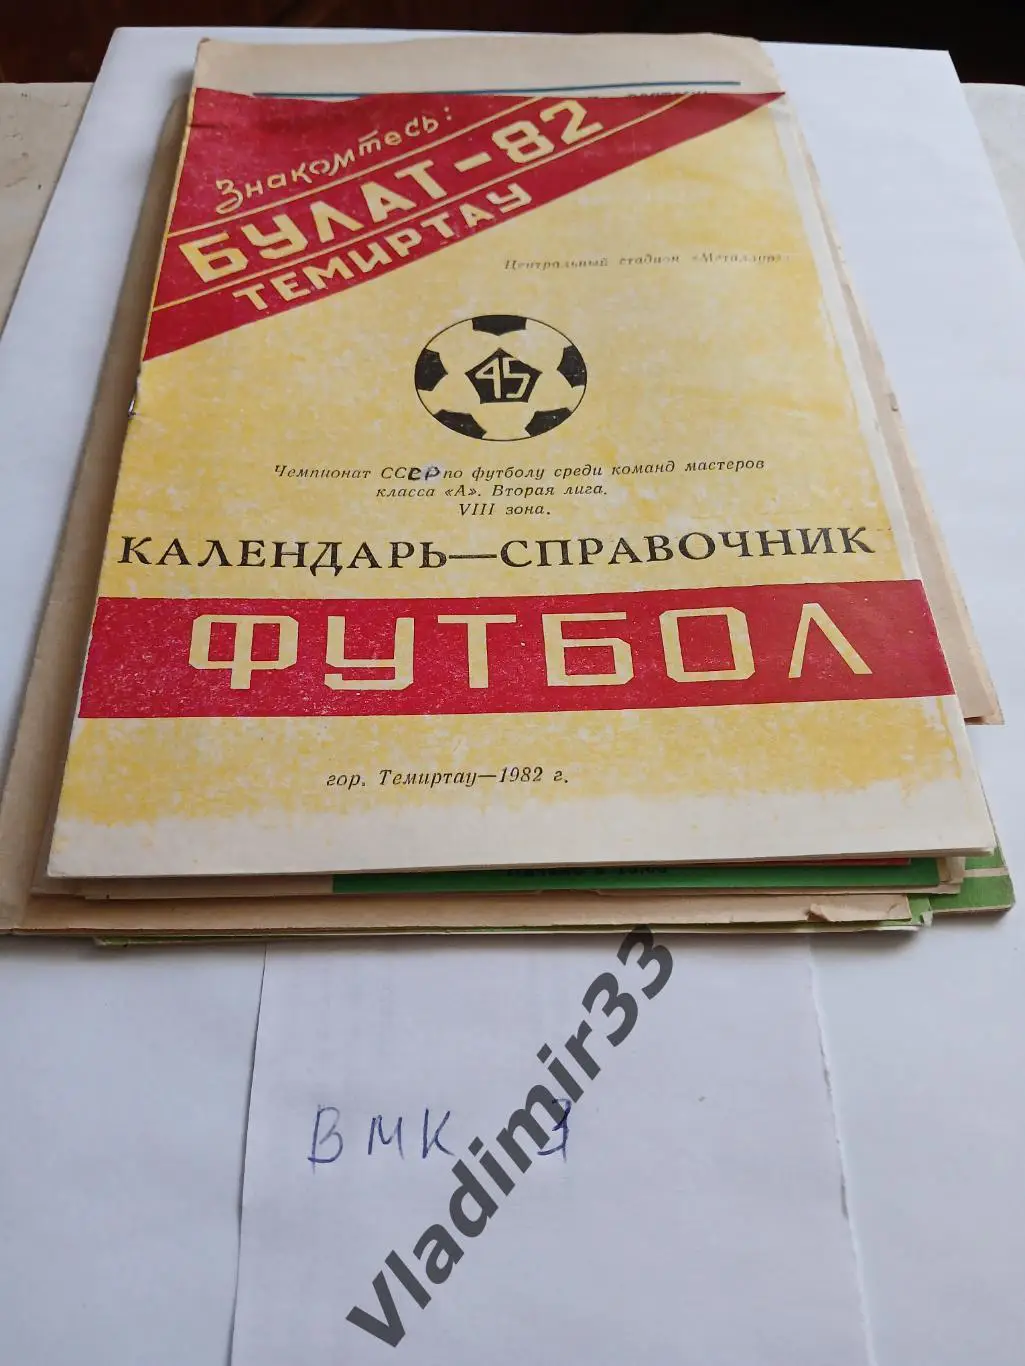 Знакомтесь:
БУЛАТ-82
ТЕМИРТАУ
Центральный стадион «Металлург»
45
Чемпионат СССР по футболу среди команд мастеров
класса «А». Вторая лига.
VIII зона.
КАЛЕНДАРЬ—СПРАВОЧНИК
ФУТБОЛ
гор. Темиртау—1982 г.
ВМК 3
Vladimir33